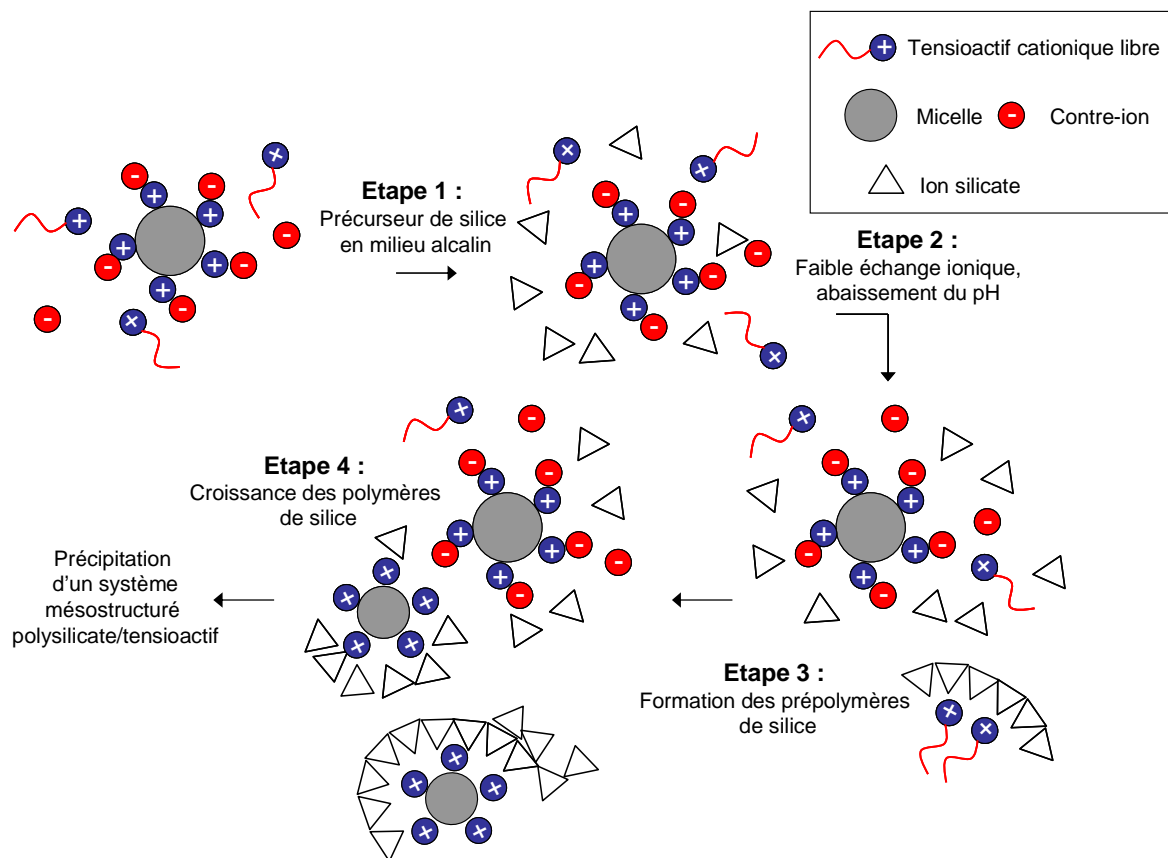 Tensioactif cationique libre
Micelle
Contre-ion
Ion silicate
Etape 1 :
Précurseur de silice
en milieu alcalin
Etape 2 :
Faible échange ionique,
abaissement du pH
Etape 4 :
Croissance des polymères
de silice
Précipitation
d'un système
mésostructuré
polysilicate/tensioactif
Etape 3 :
Formation des prépolymères
de silice